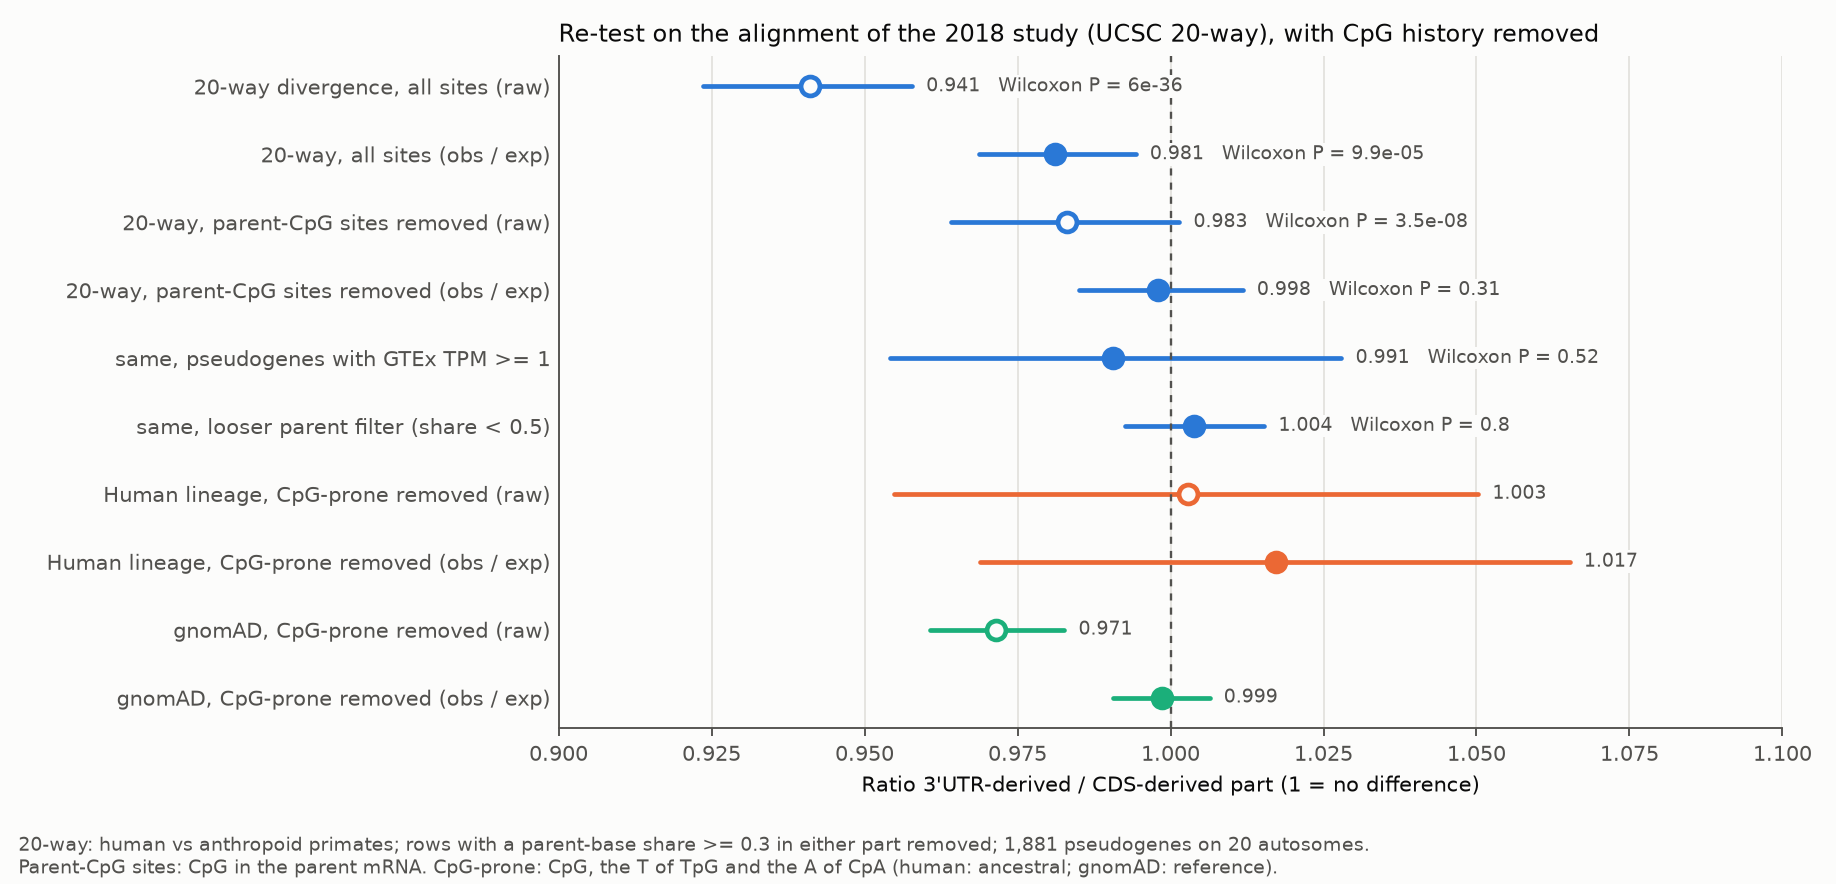 Re-test on the alignment of the 2018 study (UCSC 20-way), with CpG history removed
20-way divergence, all sites (raw) 0.941 Wilcoxon P = 6e-36
20-way, all sites (obs / exp) 0.981 Wilcoxon P = 9.9e-05
20-way, parent-CpG sites removed (raw) 0.983 Wilcoxon P = 3.5e-08
20-way, parent-CpG sites removed (obs / exp) 0.998 Wilcoxon P = 0.31
same, pseudogenes with GTEx TPM >= 1 0.991 Wilcoxon P = 0.52
same, looser parent filter (share < 0.5) 1.004 Wilcoxon P = 0.8
Human lineage, CpG-prone removed (raw) 1.003
Human lineage, CpG-prone removed (obs / exp) 1.017
gnomAD, CpG-prone removed (raw) 0.971
gnomAD, CpG-prone removed (obs / exp) 0.999
0.900 0.925 0.950 0.975 1.000 1.025 1.050 1.075 1.100
Ratio 3'UTR-derived / CDS-derived part (1 = no difference)
20-way: human vs anthropoid primates; rows with a parent-base share >= 0.3 in either part removed; 1,881 pseudogenes on 20 autosomes.
Parent-CpG sites: CpG in the parent mRNA. CpG-prone: CpG, the T of TpG and the A of CpA (human: ancestral; gnomAD: reference).